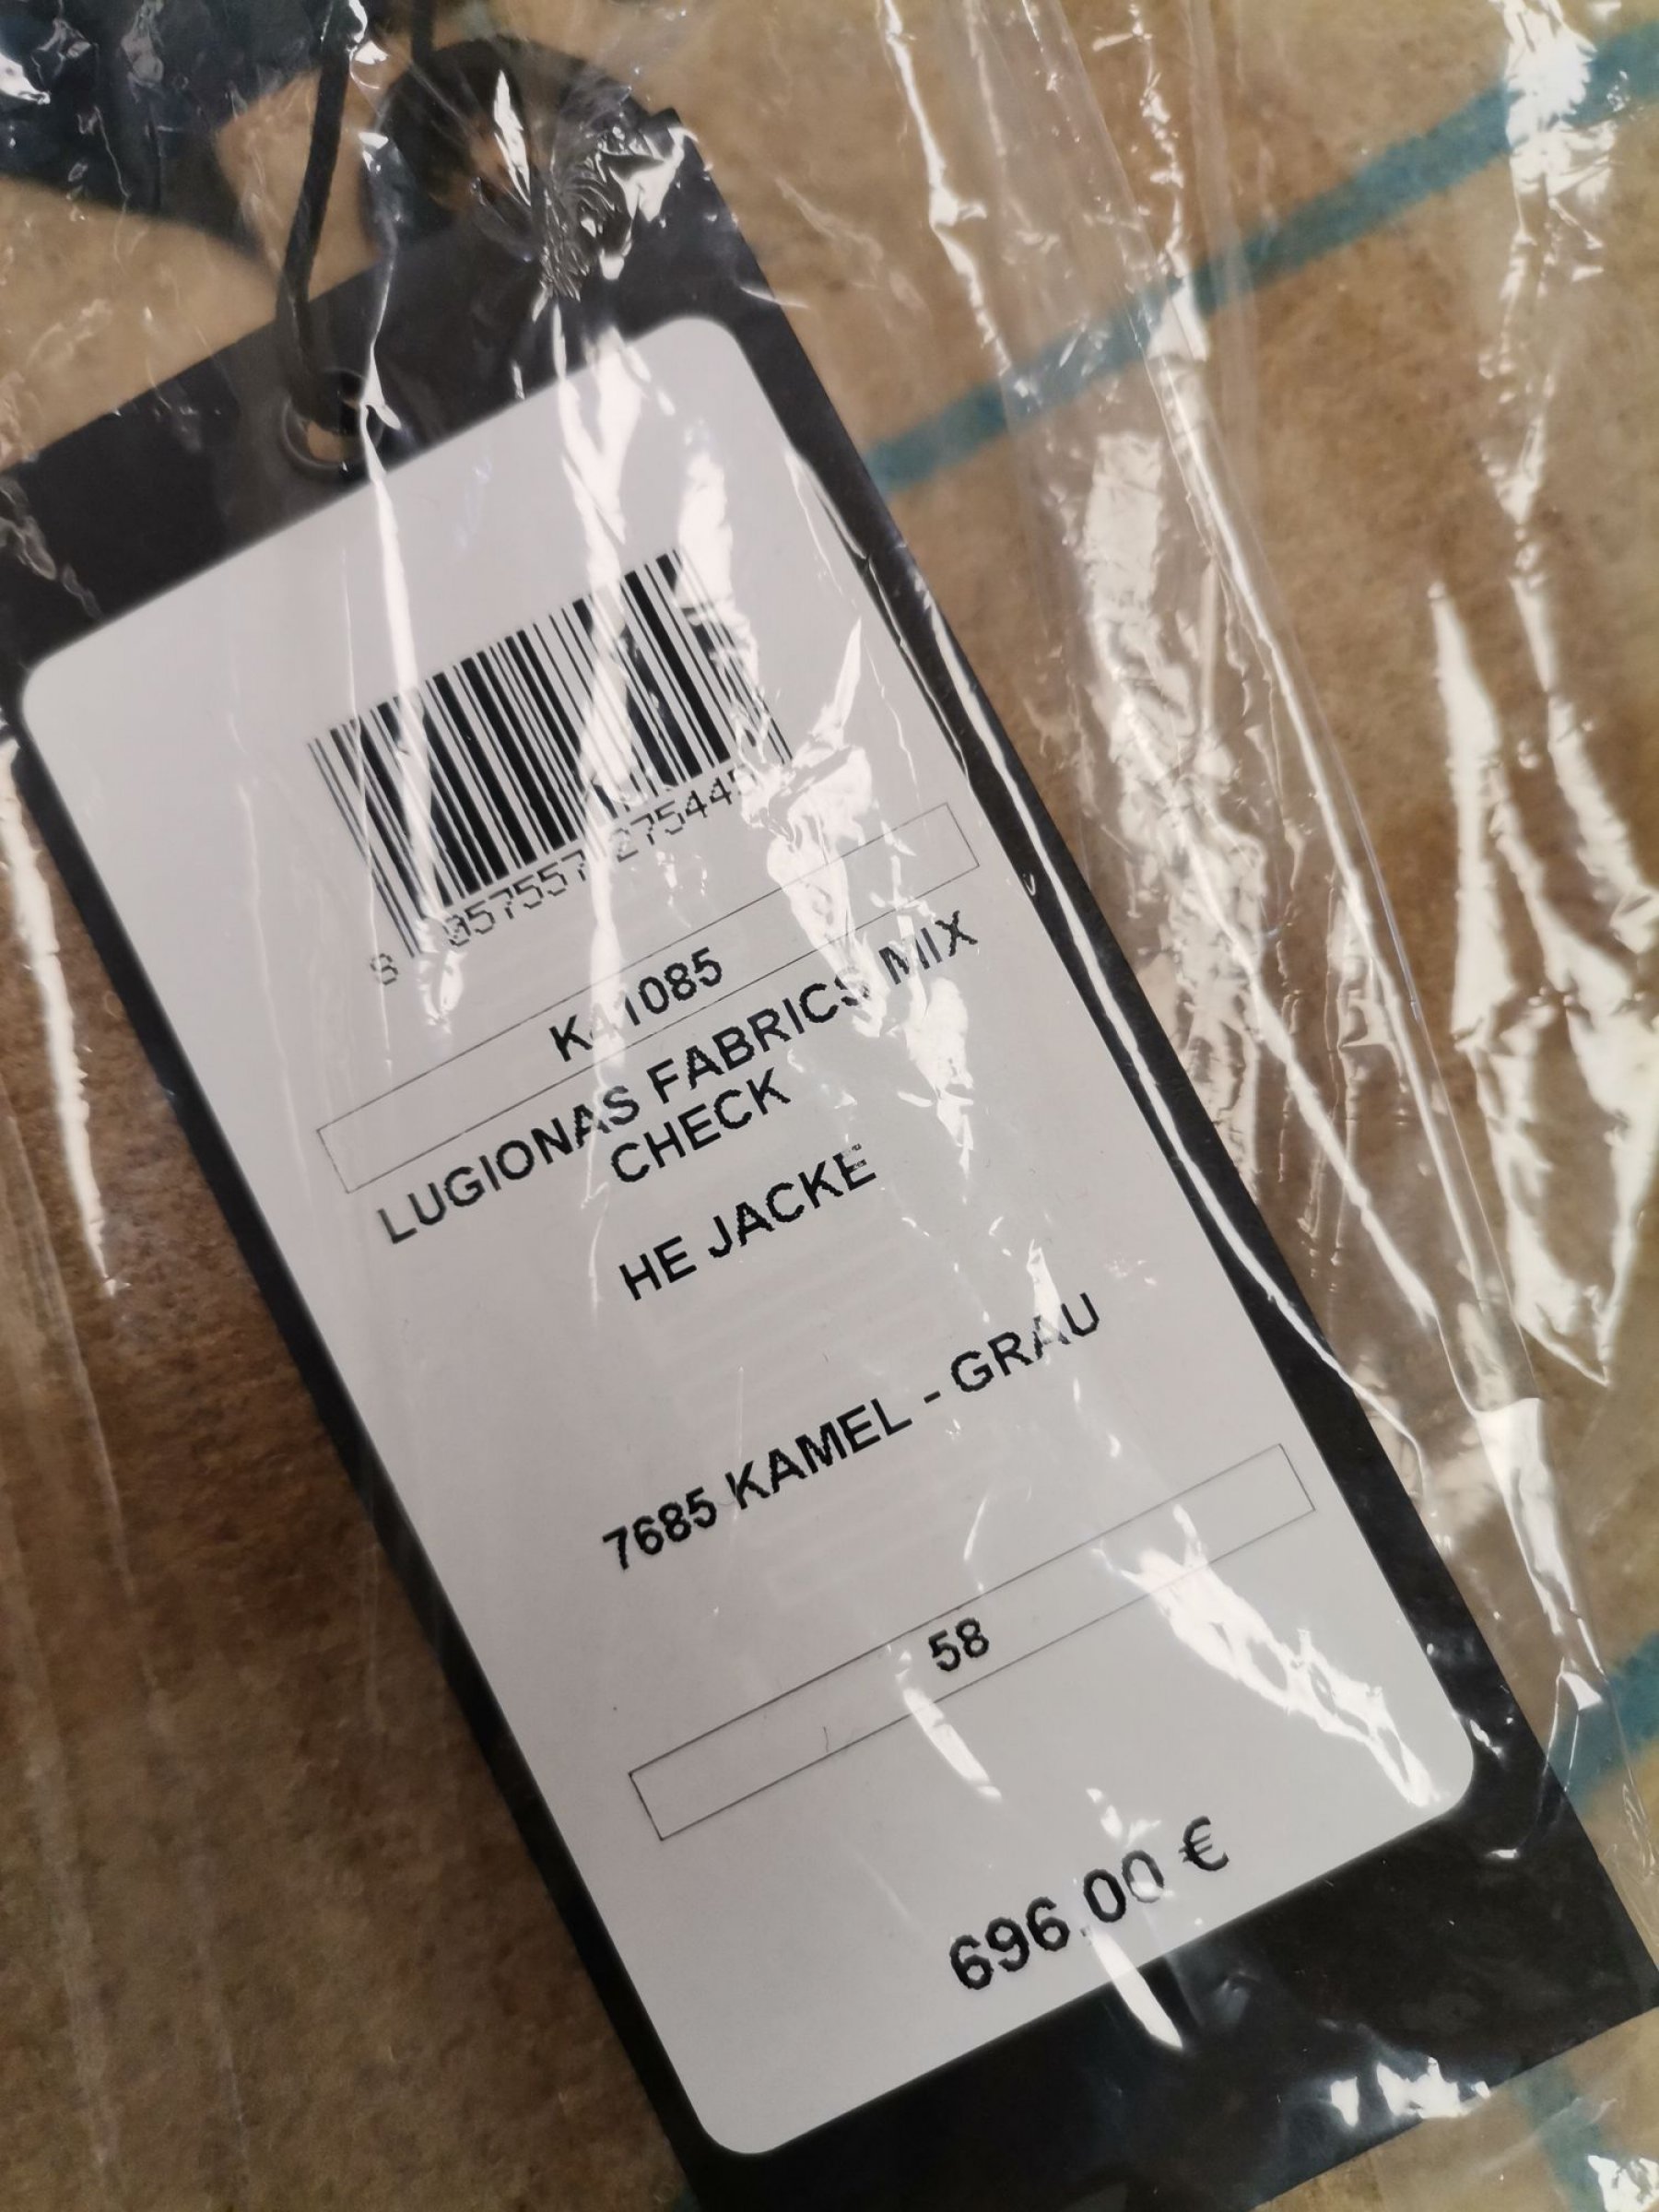 K41085
LUGIONAS FABRICS MIX
CHECK
HE JACKE
7685 KAMEL - GRAU
58
696.00 €